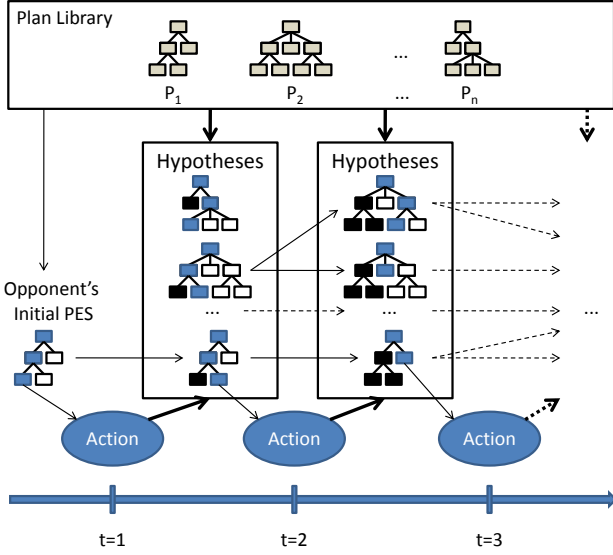 Plan Library
...
P1 P2 ... Pn
Hypotheses Hypotheses
Opponent's
Initial PES
... ... ...
Action Action Action
t=1 t=2 t=3